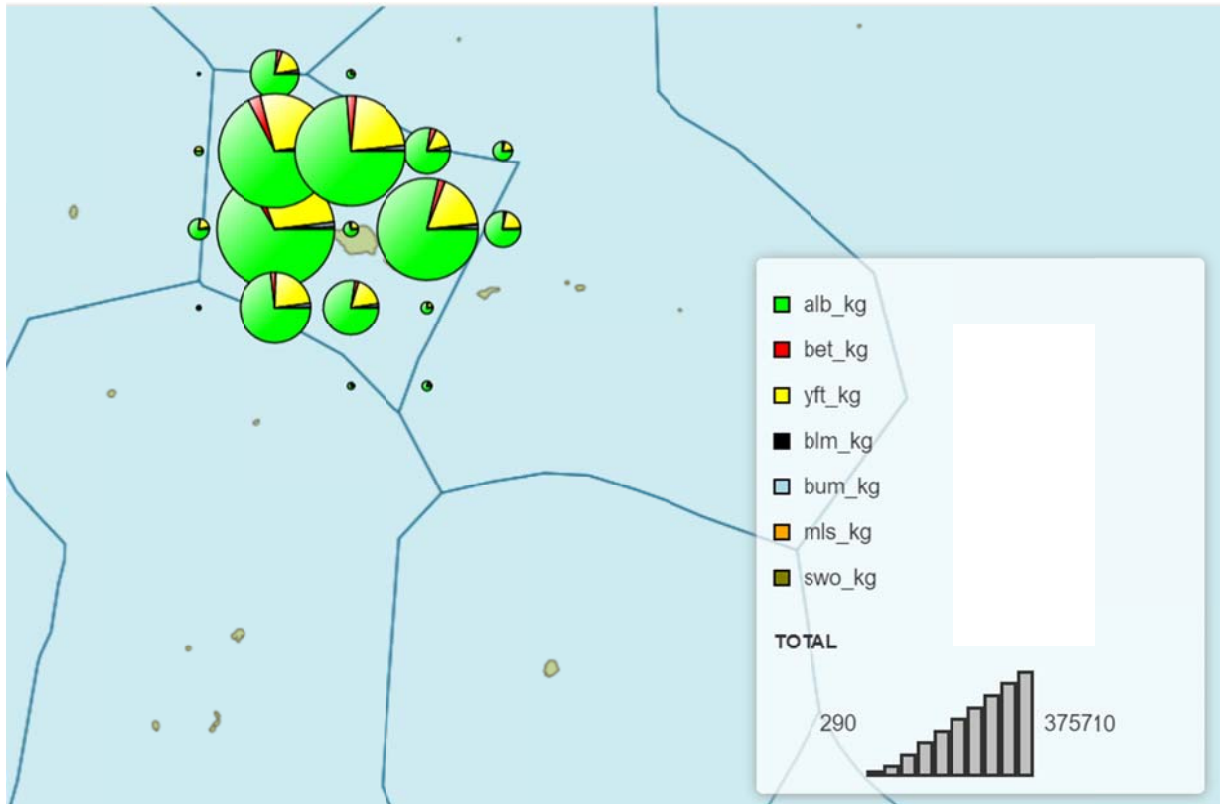 alb_kg
bet_kg
yft_kg
blm_kg
bum_kg
mls_kg
swo_kg
TOTAL
290
375710